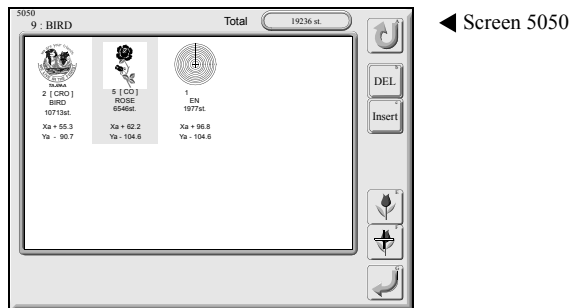 5050
9 : BIRD
Total 19236 st.
Screen 5050
TAJIMA
2 [ CRO ]
BIRD
10713st.
Xa + 55.3
Ya - 90.7
5 [ CO ]
ROSE
6546st.
Xa + 62.2
Ya - 104.6
1
EN
1977st.
Xa + 96.8
Ya - 104.6
DEL
Insert